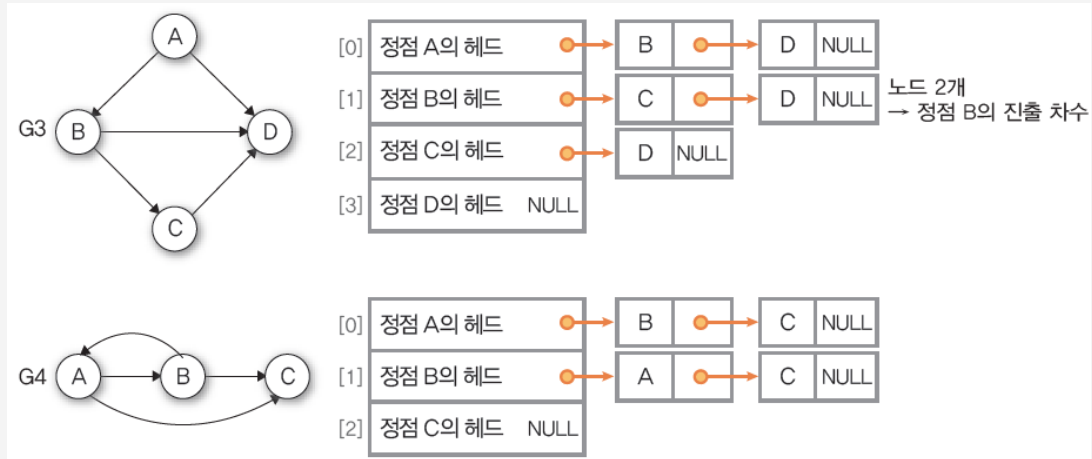 A
G3 B D
C
[0] 정점 A의 헤드 B D NULL
[1] 정점 B의 헤드 C D NULL
노드 2개
→ 정점 B의 진출 차수
[2] 정점 C의 헤드 D NULL
[3] 정점 D의 헤드 NULL
G4 A B C
[0] 정점 A의 헤드 B C NULL
[1] 정점 B의 헤드 A C NULL
[2] 정점 C의 헤드 NULL